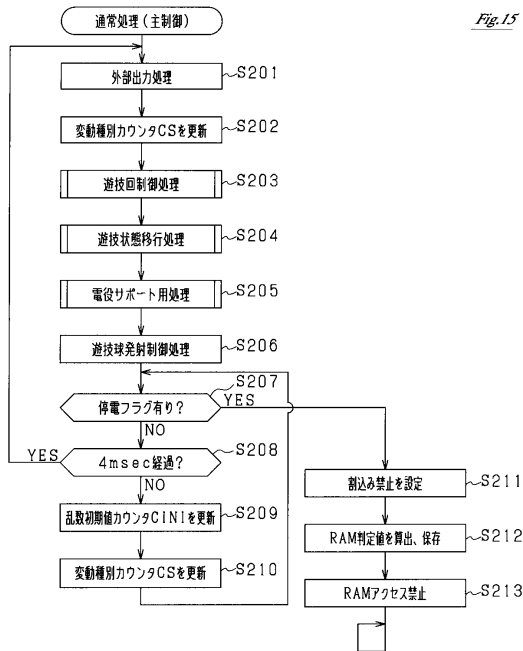 Fig.15
通常処理(主制御)
外部出力処理
S201
変動種別カウンタCSを更新
S202
遊技回制御処理
S203
遊技状態移行処理
S204
電役サポート用処理
S205
遊技球発射制御処理
S206
S207
停電フラグ有り?
YES
NO
S208
YES
4msec経過?
NO
乱数初期値カウンタCINIを更新
S209
変動種別カウンタCSを更新
S210
割込み禁止を設定
S211
RAM判定値を算出、保存
S212
RAMアクセス禁止
S213